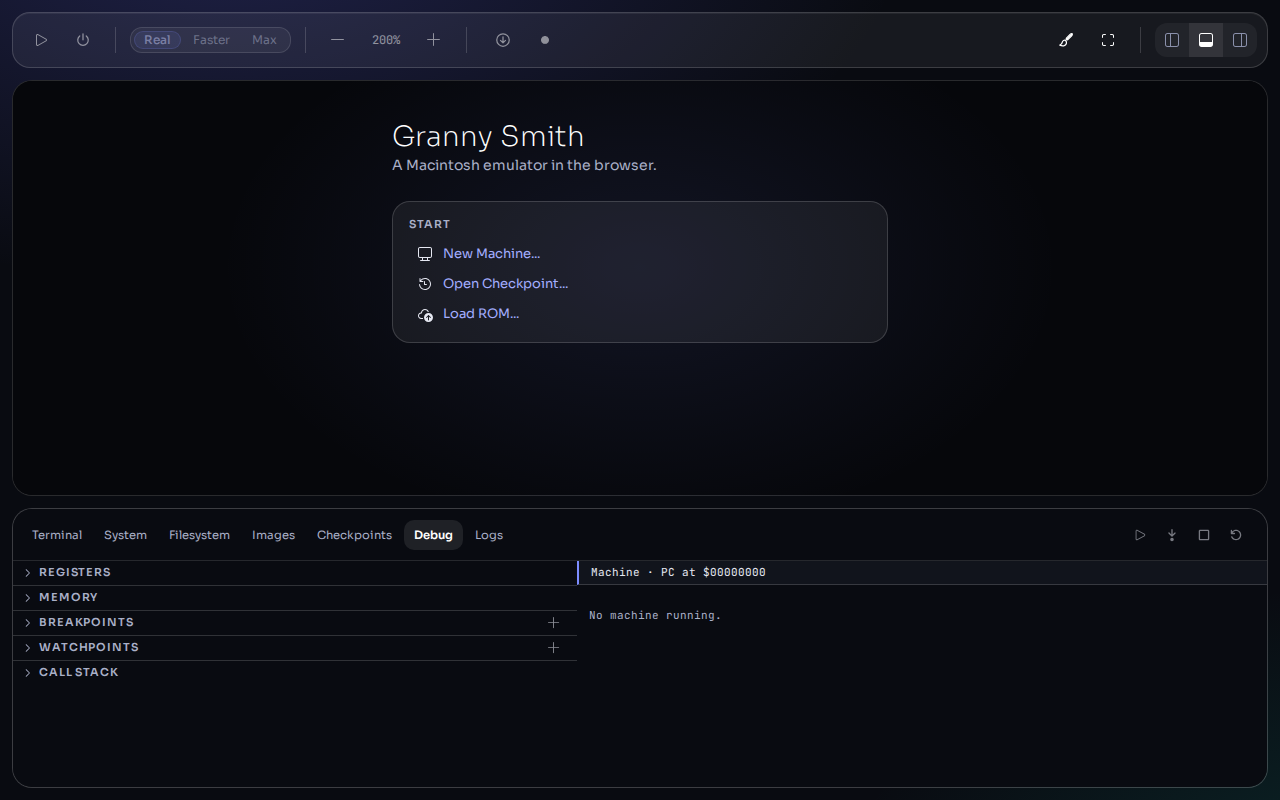 Real Faster Max 200%
Granny Smith
A Macintosh emulator in the browser.
START
New Machine...
Open Checkpoint...
Load ROM...
Terminal System Filesystem Images Checkpoints Debug Logs
REGISTERS
MEMORY
BREAKPOINTS
WATCHPOINTS
CALL STACK
Machine · PC at $00000000
No machine running.